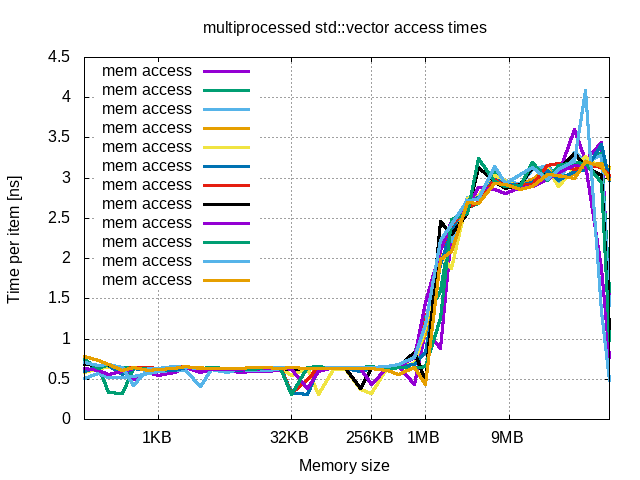 multiprocessed std::vector access times
4.5
4
3.5
3
2.5
2
1.5
1
0.5
0
Time per item [ns]
mem access
mem access
mem access
mem access
mem access
mem access
mem access
mem access
mem access
mem access
mem access
mem access
1KB 32KB 256KB 1MB 9MB
Memory size